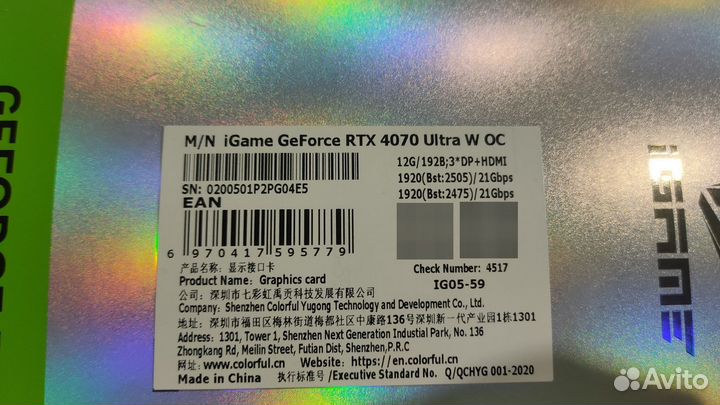 GEFORCE
M/N iGame GeForce RTX 4070 Ultra W OC
12G/192B;3*DP+HDMI
1920(Bst:2505)/21Gbps
1920(Bst:2475)/21Gbps
SN: 0200501P2PG04E5
EAN
6 970417 595779
Check Number: 4517
IG05-59
产品名称: 显示接口卡
Product Name: Graphics card
公司: 深圳市七彩虹禹贡科技发展有限公司
Company: Shenzhen Colorful Yugong Technology and Development Co., Ltd.
地址: 深圳市福田区梅林街道梅都社区中康路136号深圳新一代产业园1栋1301
Address: 1301, Tower 1, Shenzhen Next Generation Industial Park, No. 136
Zhongkang Rd, Meilin Street, Futian Dist, Shenzhen,P.R.C
网址: www.colorful.cn Website: https://en.colorful.cn
Made in China 执行标准号 /Executive Standard No. Q/QCHYG 001-2020
iGAME
Avito